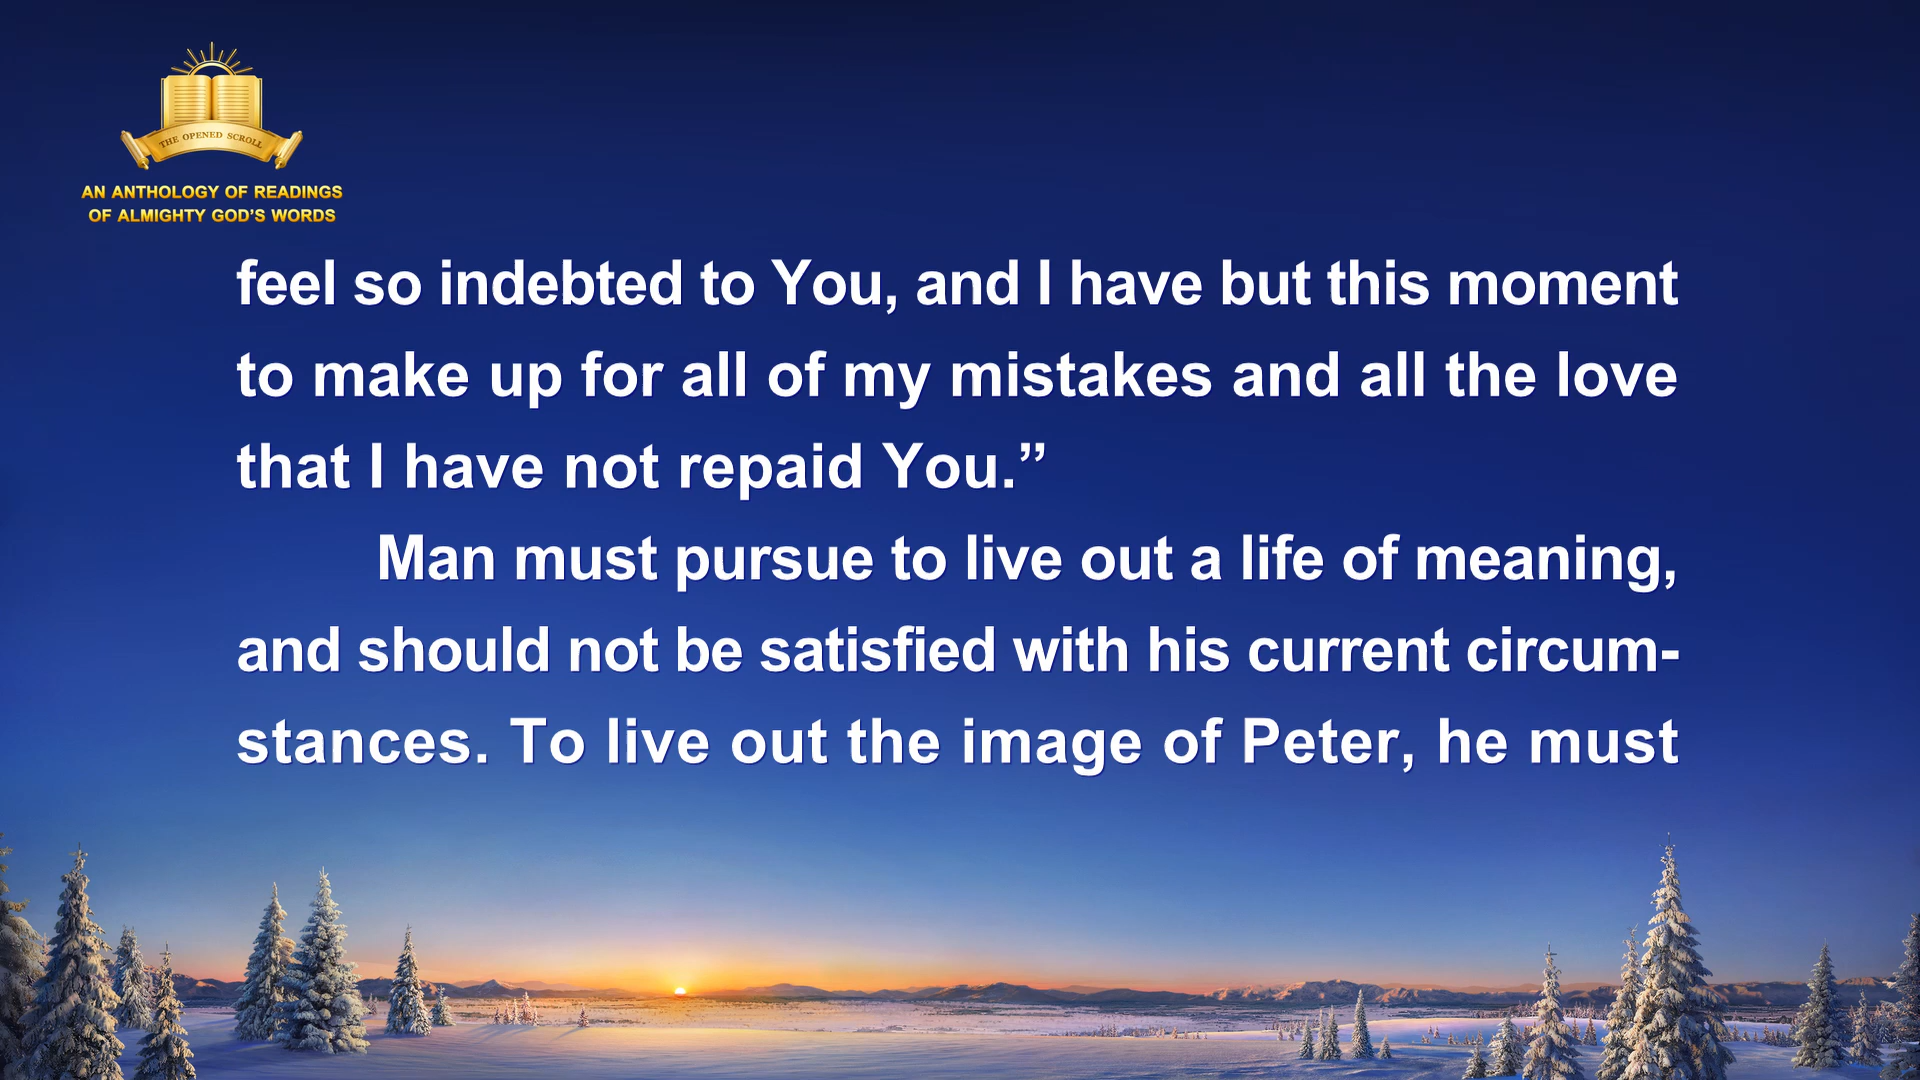 THE OPENED SCROLL
AN ANTHOLOGY OF READINGS
OF ALMIGHTY GOD’S WORDS
feel so indebted to You, and I have but this moment
to make up for all of my mistakes and all the love
that I have not repaid You.”
Man must pursue to live out a life of meaning,
and should not be satisfied with his current circum-
stances. To live out the image of Peter, he must